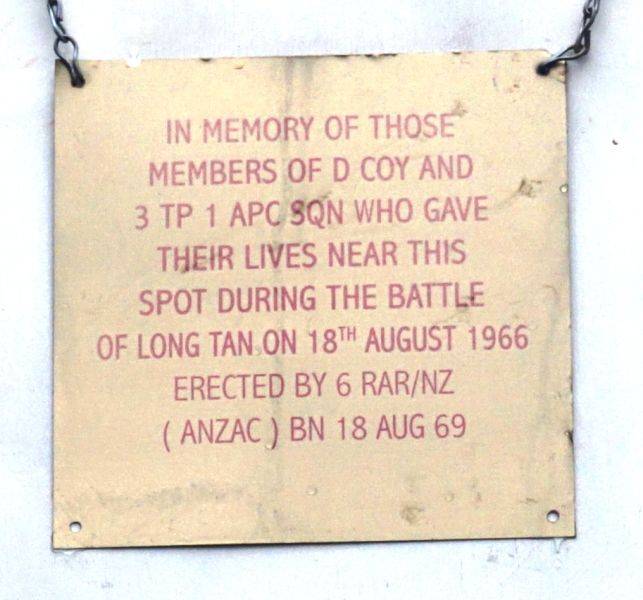 IN MEMORY OF THOSE
MEMBERS OF D COY AND
3 TP 1 APC SQN WHO GAVE
THEIR LIVES NEAR THIS
SPOT DURING THE BATTLE
OF LONG TAN ON 18TH AUGUST 1966
ERECTED BY 6 RAR/NZ
( ANZAC ) BN 18 AUG 69